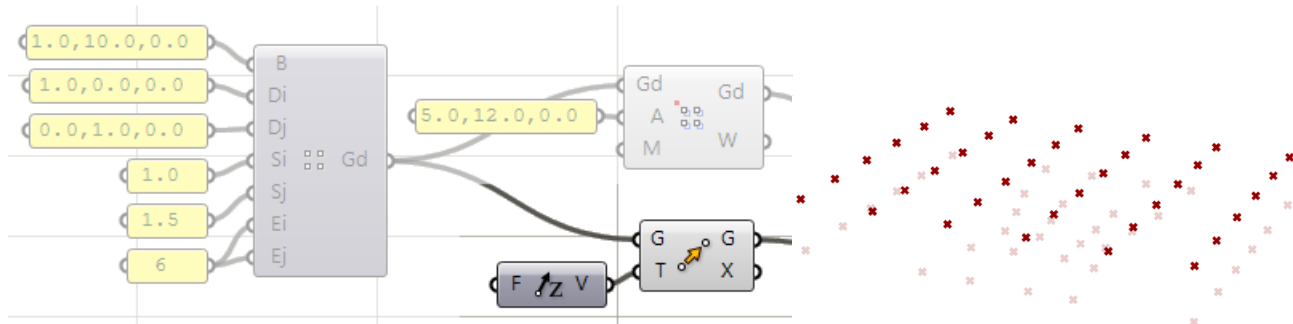 1.0,10.0,0.0
1.0,0.0,0.0
0.0,1.0,0.0
1.0
1.5
6
B
Di
Dj
Si
Sj
Ei
Ej
Gd
5.0,12.0,0.0
Gd
A
M
Gd
W
F Z V
G
T
G
X